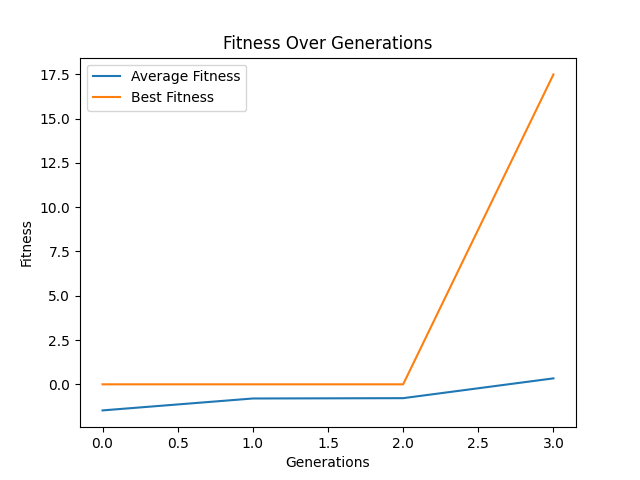 Fitness Over Generations
Average Fitness
Best Fitness
17.5
15.0
12.5
10.0
7.5
5.0
2.5
0.0
Fitness
0.0 0.5 1.0 1.5 2.0 2.5 3.0
Generations